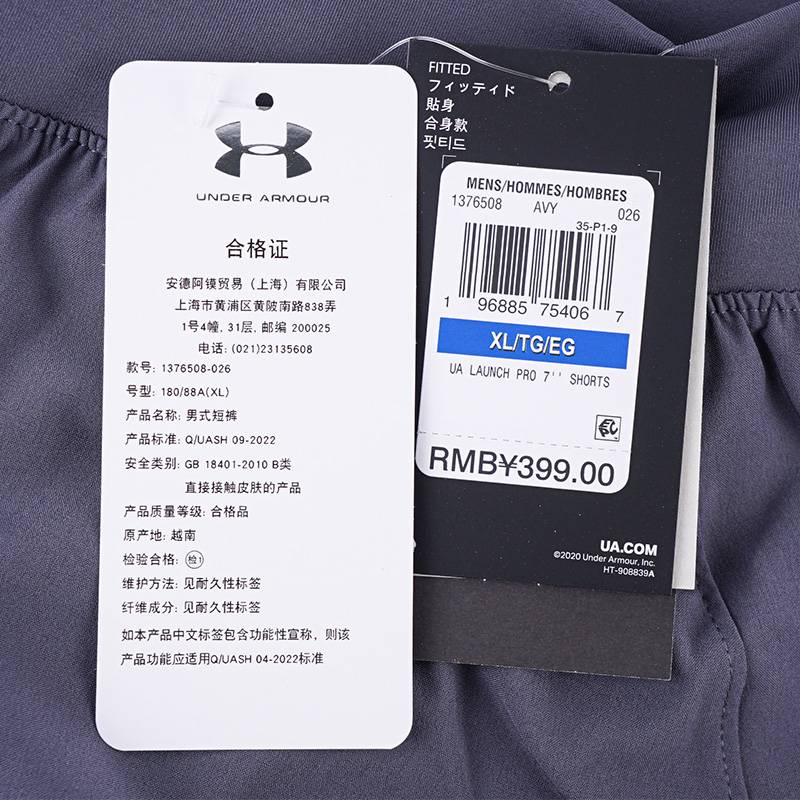 UNDER ARMOUR
合格证
安德阿镆贸易（上海）有限公司
上海市黄浦区黄陂南路838弄
1号4幢, 31层, 邮编 200025
电话: (021)23135608
款号: 1376508-026
号型: 180/88A(XL)
产品名称: 男式短裤
产品标准: Q/UASH 09-2022
安全类别: GB 18401-2010 B类
直接接触皮肤的产品
产品质量等级: 合格品
原产地: 越南
检验合格: 检1
维护方法: 见耐久性标签
纤维成分: 见耐久性标签
如本产品中文标签包含功能性宣称，则该
产品功能应适用Q/UASH 04-2022标准
FITTED
フィッティド
貼身
合身款
핏티드
MENS/HOMMES/HOMBRES
1376508 AVY 026
35-P1-9
1 96885 75406 7
XL/TG/EG
UA LAUNCH PRO 7'' SHORTS
RMB¥399.00
UA.COM
©2020 Under Armour, Inc.
HT-908839A